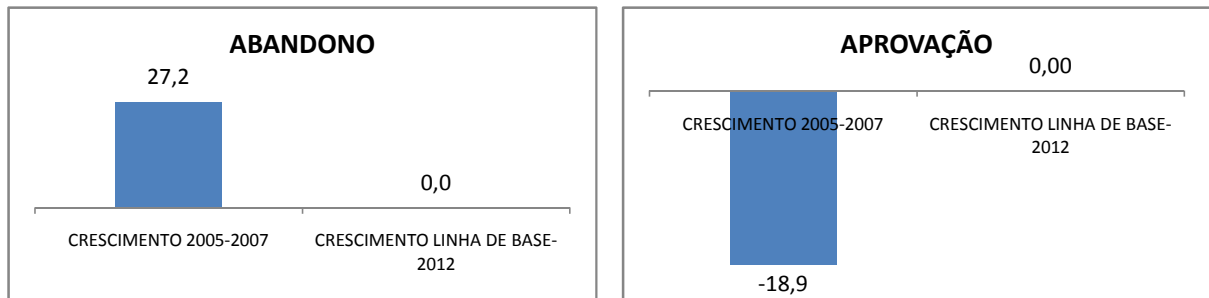 ABANDONO
27,2
0,0
CRESCIMENTO 2005-2007
CRESCIMENTO LINHA DE BASE-
2012
APROVAÇÃO
0,00
CRESCIMENTO 2005-2007
CRESCIMENTO LINHA DE BASE-
2012
-18,9